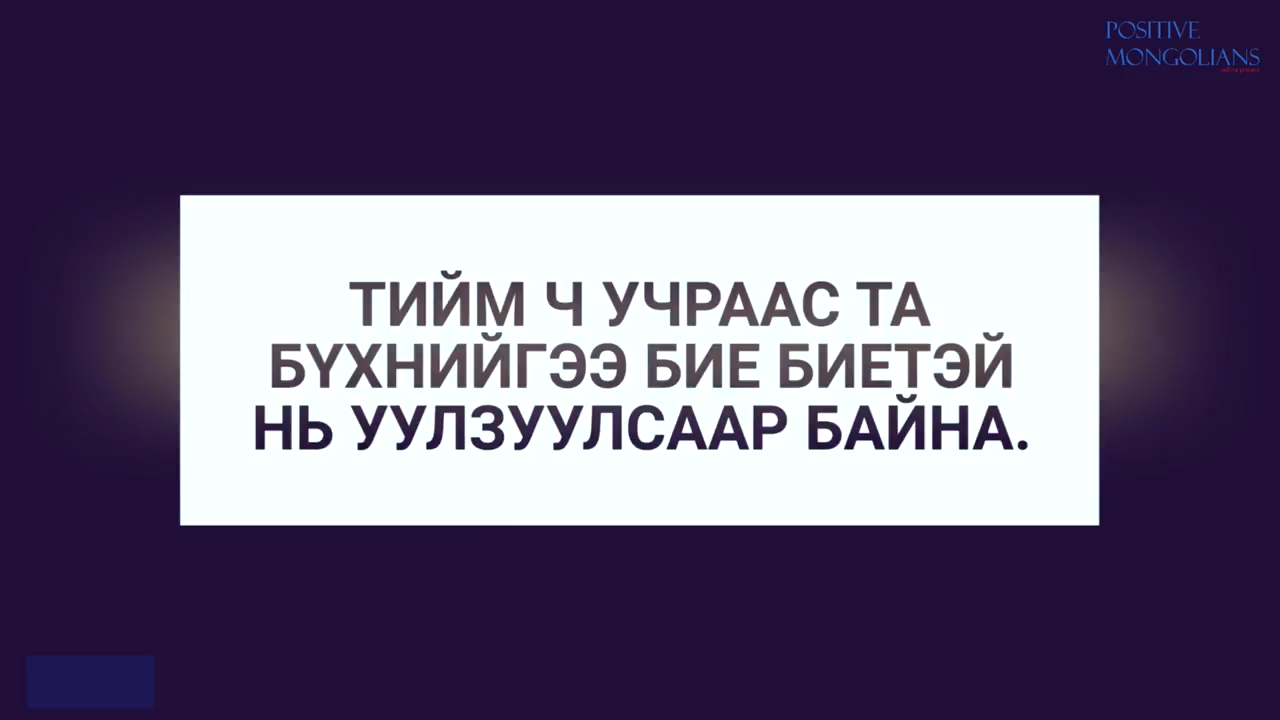 POSITIVE
MONGOLIANS
ТИЙМ Ч УЧРААС ТА
БҮХНИЙГЭЭ БИЕ БИЕТЭЙ
НЬ УУЛЗУУЛСААР БАЙНА.